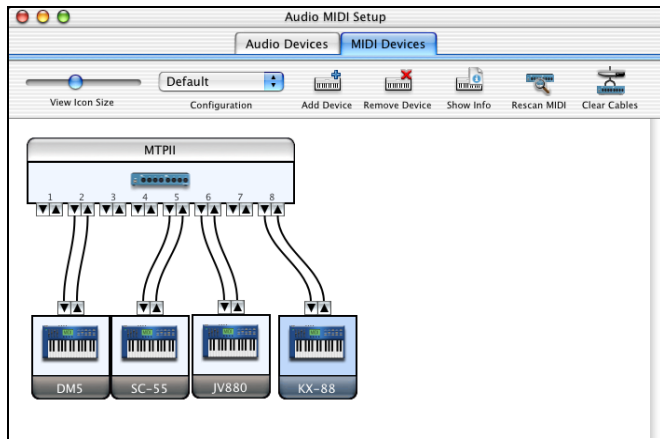 Audio MIDI Setup
Audio Devices MIDI Devices
Default
View Icon Size Configuration Add Device Remove Device Show Info Rescan MIDI Clear Cables
MTPII
1 2 3 4 5 6 7 8
DM5 SC-55 JV880 KX-88